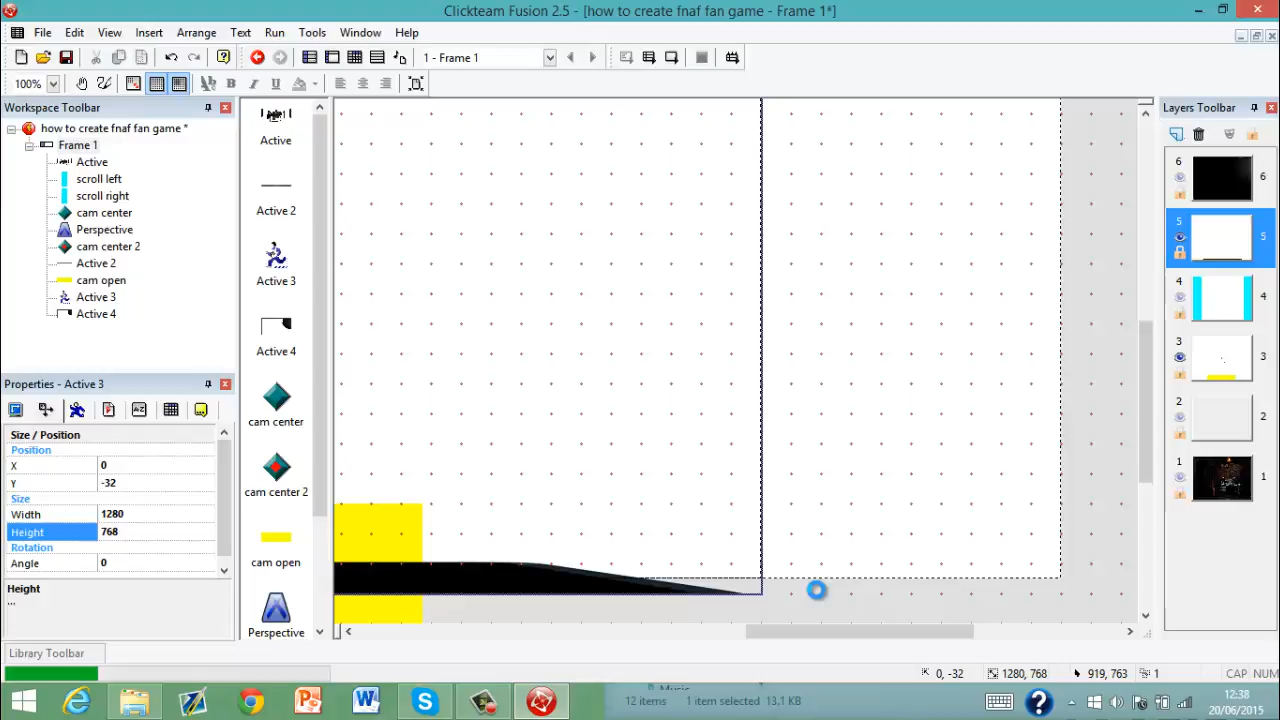 Clickteam Fusion 2.5 - [how to create fnaf fan game - Frame 1*]
File Edit View Insert Arrange Text Run Tools Window Help
1 - Frame 1
100%
Workspace Toolbar
how to create fnaf fan game *
Frame 1
Active
scroll left
scroll right
cam center
Perspective
cam center 2
Active 2
cam open
Active 3
Active 4
Properties - Active 3
Size / Position
Position
X 0
Y -32
Size
Width 1280
Height 768
Rotation
Angle 0
Height
...
Library Toolbar
Active
Active 2
Active 3
Active 4
cam center
cam center 2
cam open
Perspective
Layers Toolbar
6 6
5 5
4 4
3 3
2 2
1 1
0, -32 1280, 768 919, 763 1 CAP NUM
Music
12 items 1 item selected 13.1 KB
12:38
20/06/2015